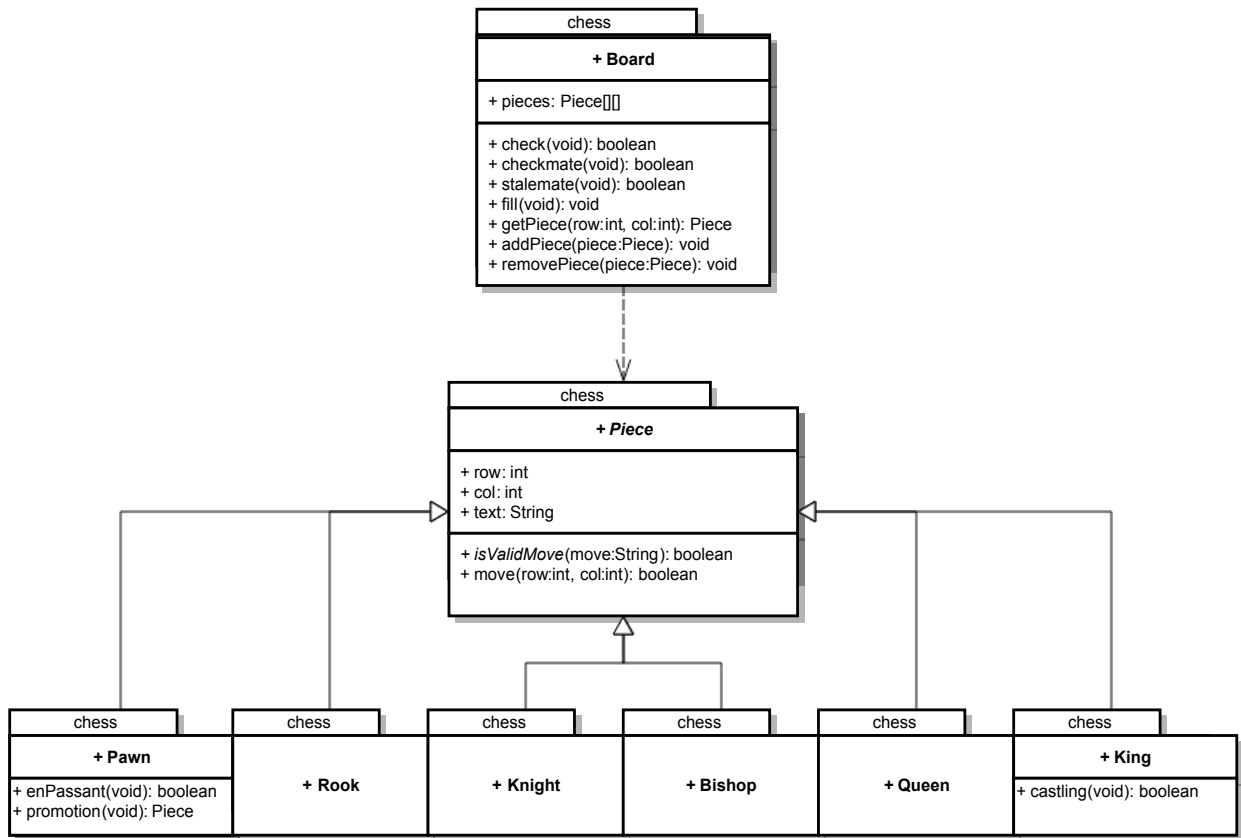 chess
+ Board
+ pieces: Piece[][]
+ check(void): boolean
+ checkmate(void): boolean
+ stalemate(void): boolean
+ fill(void): void
+ getPiece(row:int, col:int): Piece
+ addPiece(piece:Piece): void
+ removePiece(piece:Piece): void
chess
+ Piece
+ row: int
+ col: int
+ text: String
+ isValidMove(move:String): boolean
+ move(row:int, col:int): boolean
chess
+ Pawn
+ enPassant(void): boolean
+ promotion(void): Piece
chess
+ Rook
chess
+ Knight
chess
+ Bishop
chess
+ Queen
chess
+ King
+ castling(void): boolean